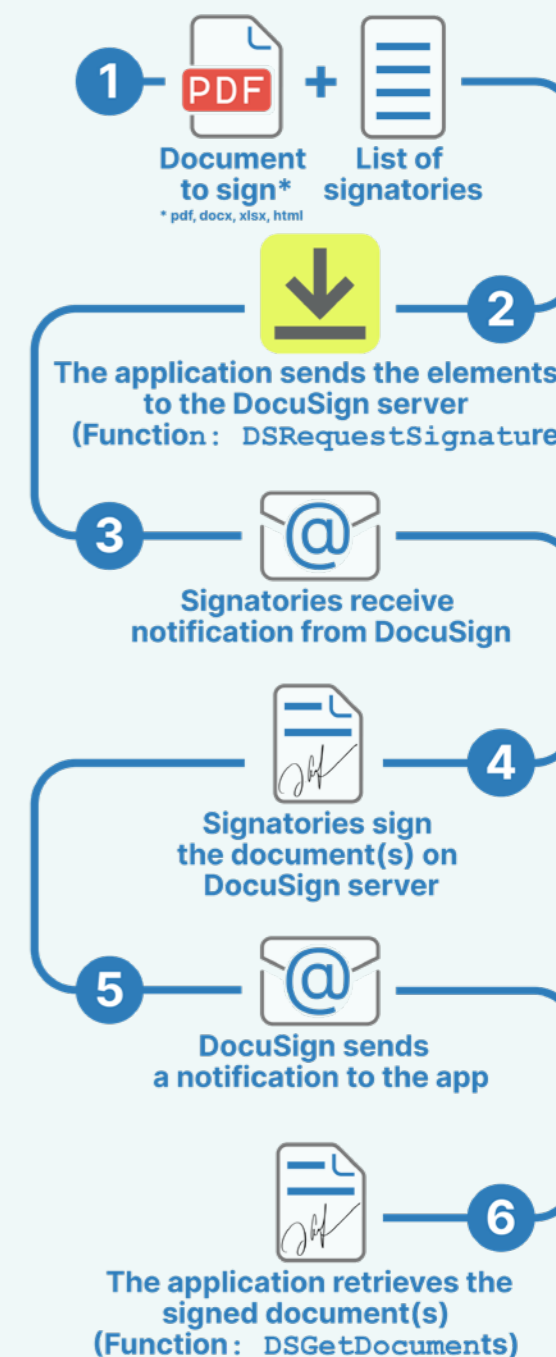 1
PDF
+
Document
to sign*
* pdf, docx, xlsx, html
List of
signatories
2
The application sends the elements
to the DocuSign server
(Function: DSRequestSignature
3
@
Signatories receive
notification from DocuSign
4
Signatories sign
the document(s) on
DocuSign server
5
@
DocuSign sends
a notification to the app
6
The application retrieves the
signed document(s)
(Function: DSGetDocuments)